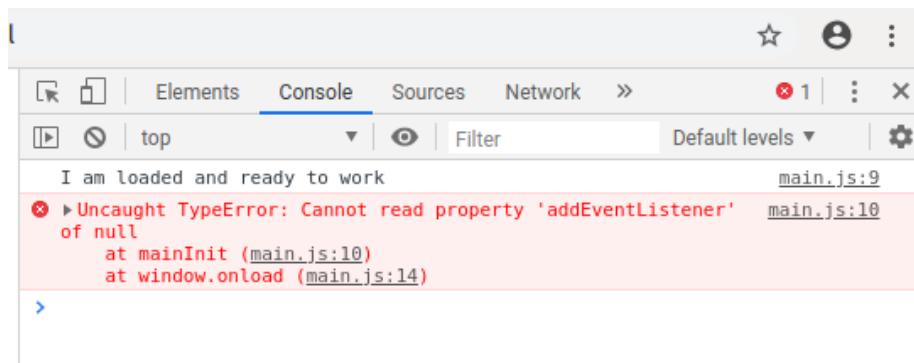 Elements Console Sources Network » 1
top Filter Default levels
I am loaded and ready to work main.js:9
Uncaught TypeError: Cannot read property 'addEventListener' main.js:10
of null
at mainInit (main.js:10)
at window.onload (main.js:14)
>